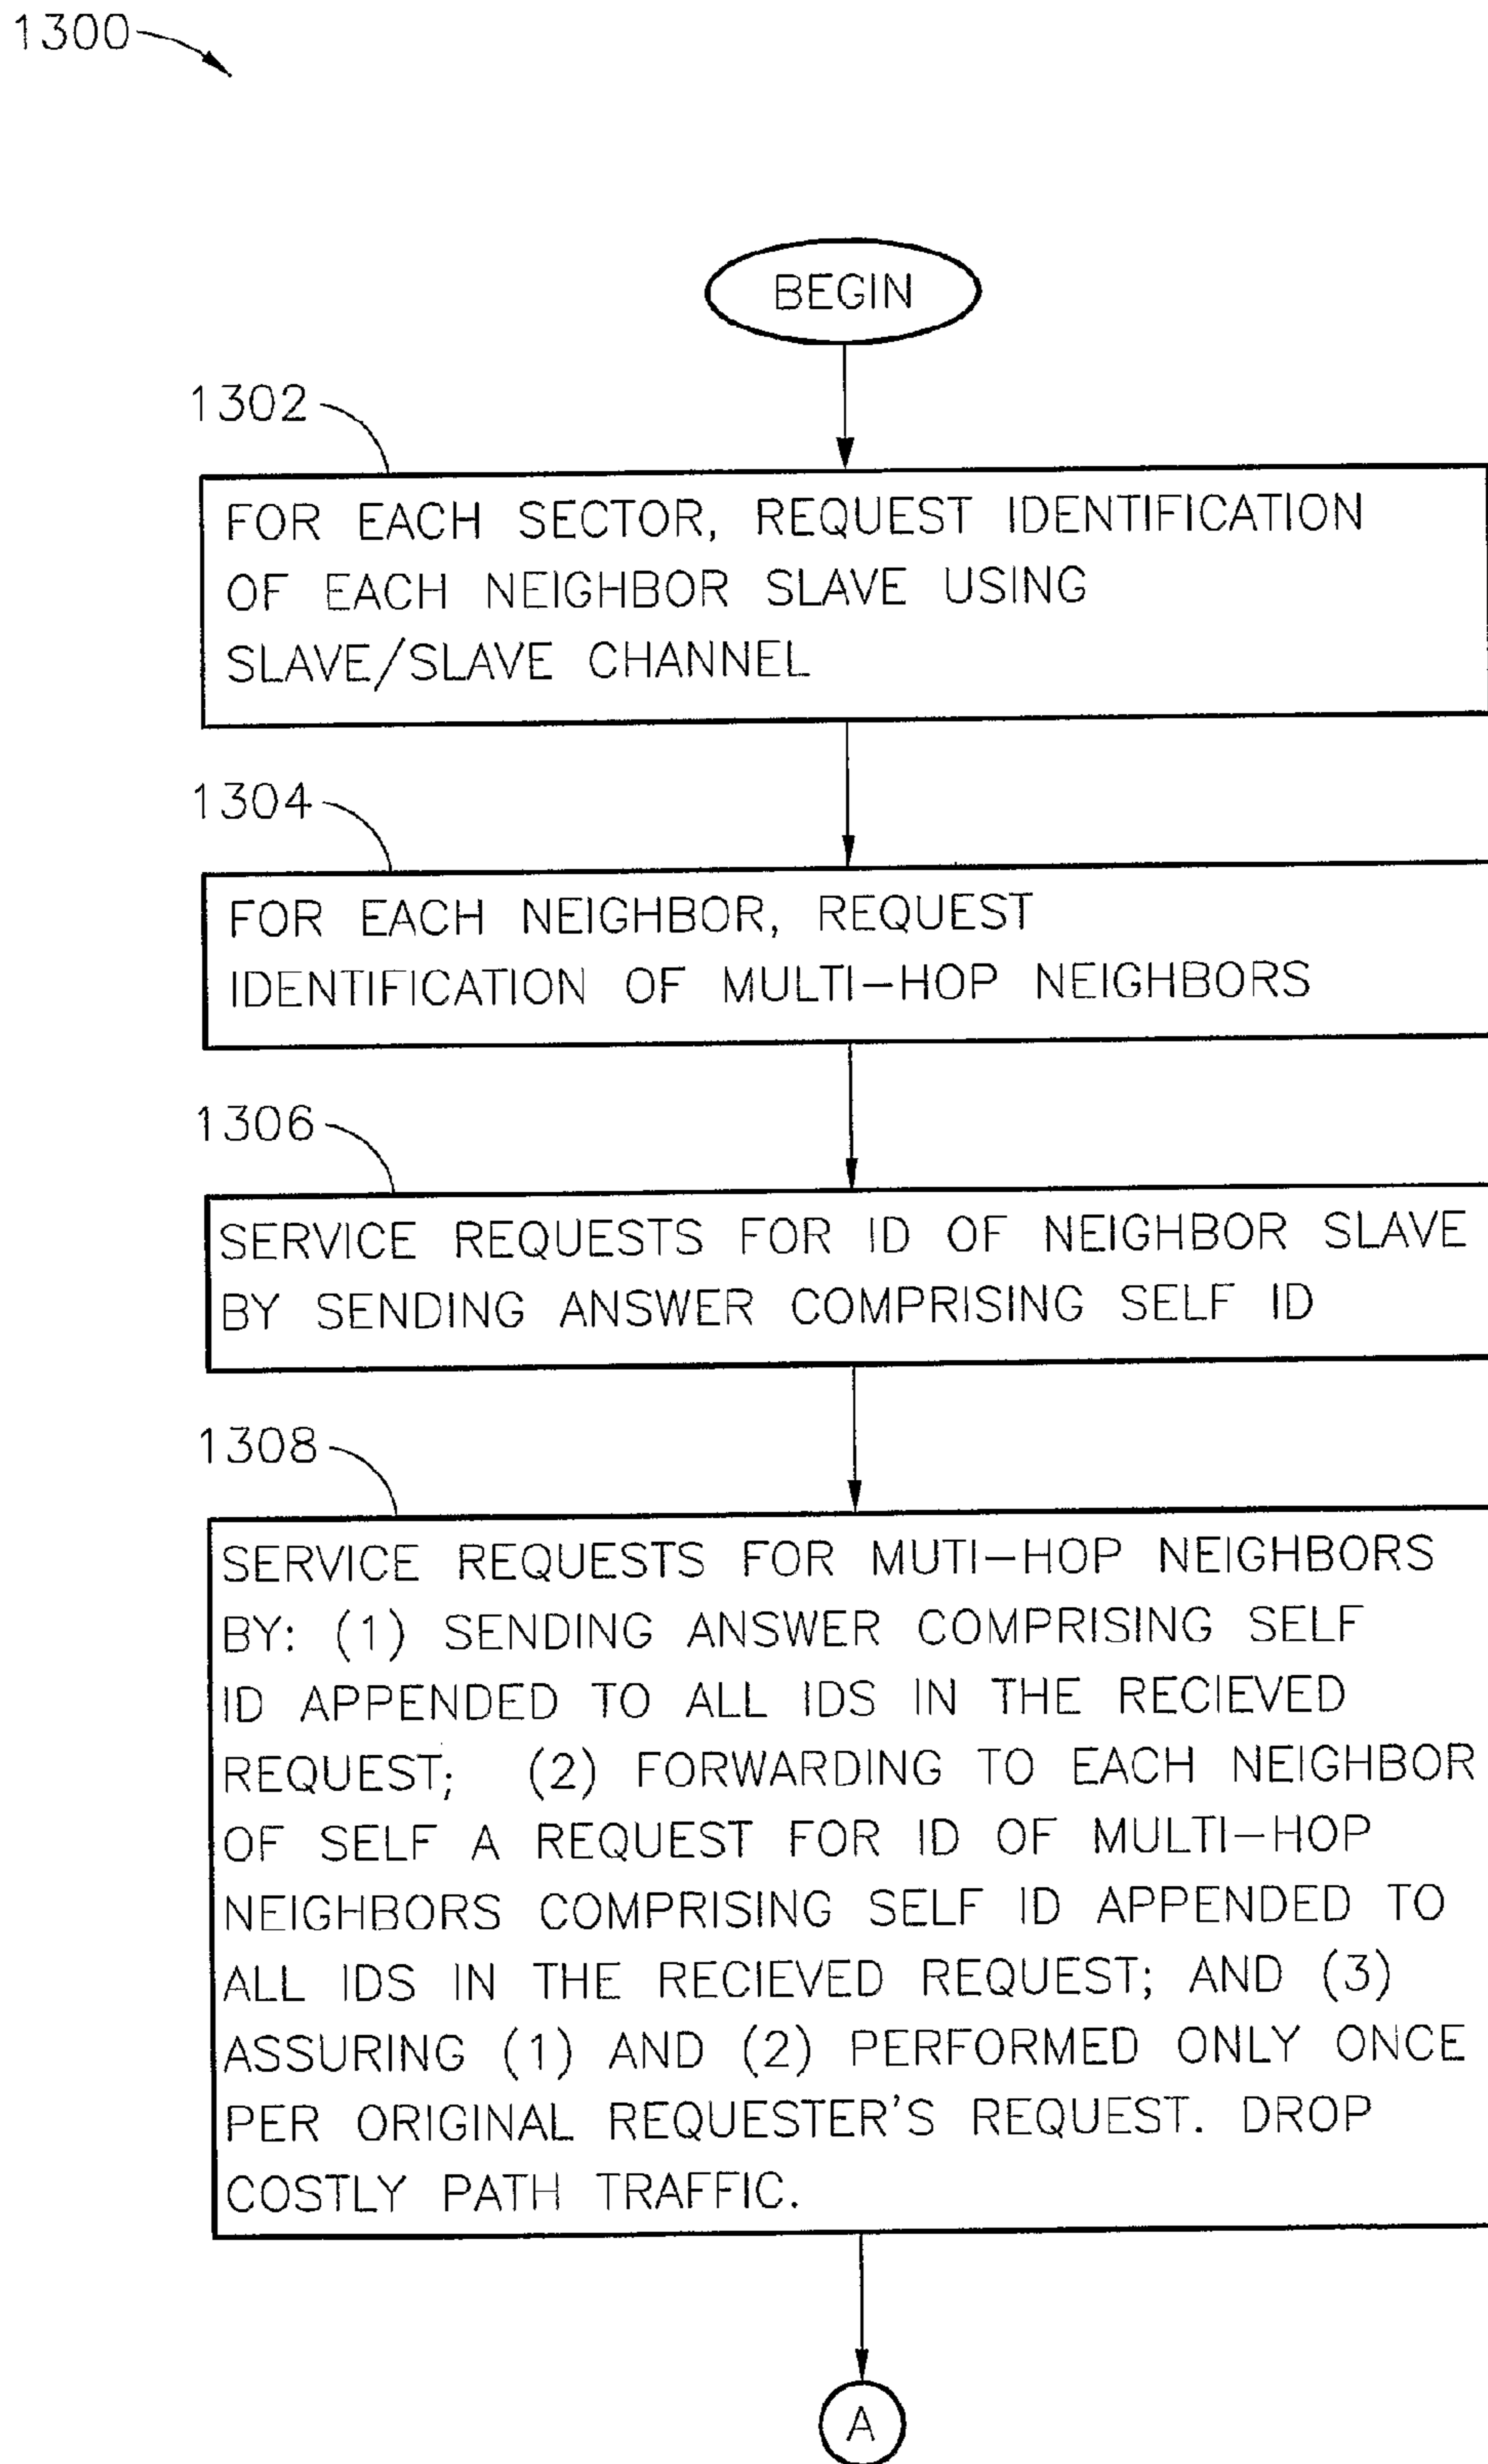 1300
BEGIN
1302
FOR EACH SECTOR, REQUEST IDENTIFICATION
OF EACH NEIGHBOR SLAVE USING
SLAVE/SLAVE CHANNEL
1304
FOR EACH NEIGHBOR, REQUEST
IDENTIFICATION OF MULTI-HOP NEIGHBORS
1306
SERVICE REQUESTS FOR ID OF NEIGHBOR SLAVE
BY SENDING ANSWER COMPRISING SELF ID
1308
SERVICE REQUESTS FOR MUTI-HOP NEIGHBORS
BY: (1) SENDING ANSWER COMPRISING SELF
ID APPENDED TO ALL IDS IN THE RECIEVED
REQUEST; (2) FORWARDING TO EACH NEIGHBOR
OF SELF A REQUEST FOR ID OF MULTI-HOP
NEIGHBORS COMPRISING SELF ID APPENDED TO
ALL IDS IN THE RECIEVED REQUEST; AND (3)
ASSURING (1) AND (2) PERFORMED ONLY ONCE
PER ORIGINAL REQUESTER'S REQUEST. DROP
COSTLY PATH TRAFFIC.
A